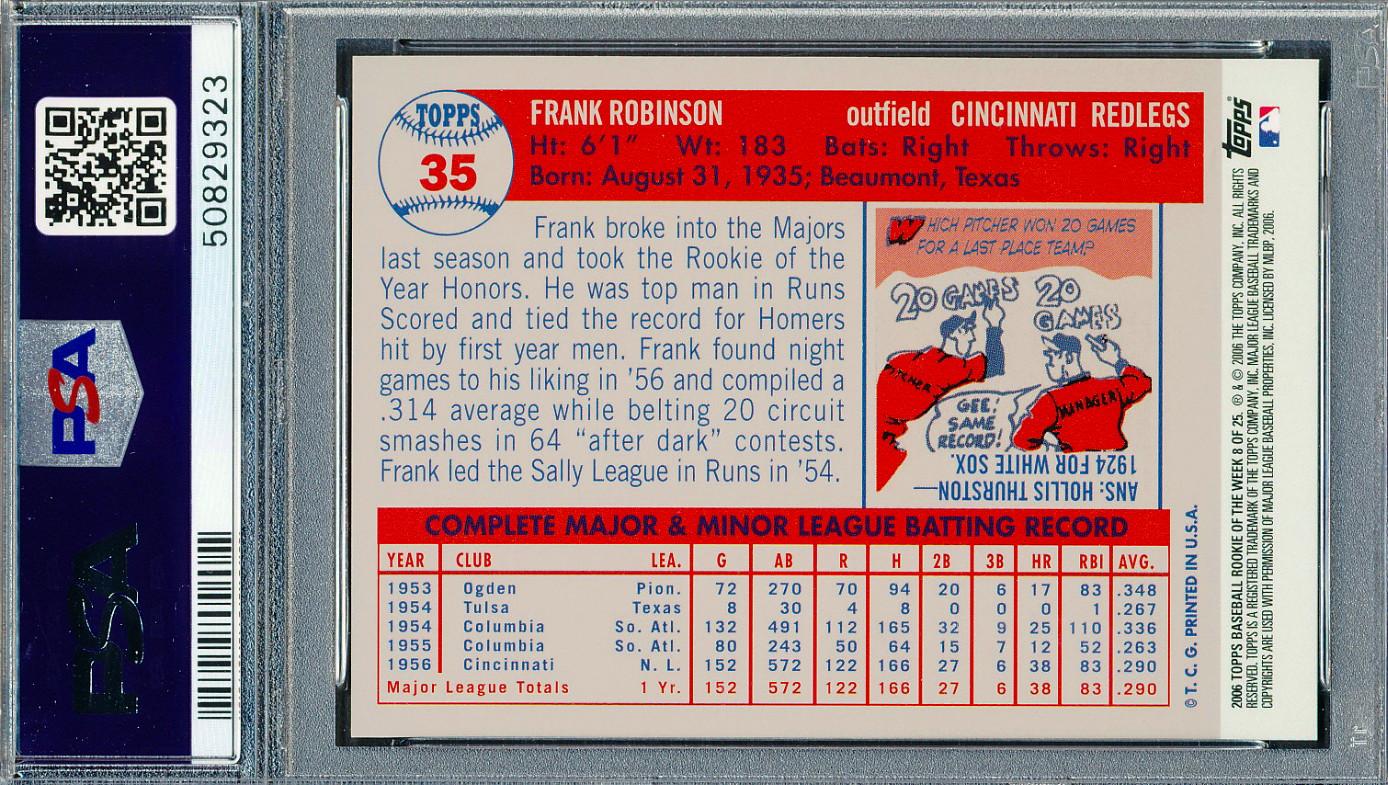 50829323
PSA
PSA
TOPPS
35
FRANK ROBINSON outfield CINCINNATI REDLEGS
Ht: 6'1" Wt: 183 Bats: Right Throws: Right
Born: August 31, 1935; Beaumont, Texas
Frank broke into the Majors
last season and took the Rookie of the
Year Honors. He was top man in Runs
Scored and tied the record for Homers
hit by first year men. Frank found night
games to his liking in '56 and compiled a
.314 average while belting 20 circuit
smashes in 64 "after dark" contests.
Frank led the Sally League in Runs in '54.
WHICH PITCHER WON 20 GAMES
FOR A LAST PLACE TEAM?
20 GAMES
20
GAMES
PITCHER
MANAGER
GEE!
SAME
RECORD!
ANS: HOLLIS THURSTON—
1924 FOR WHITE SOX.
COMPLETE MAJOR & MINOR LEAGUE BATTING RECORD
YEAR CLUB LEA. G AB R H 2B 3B HR RBI AVG.
1953 Ogden Pion. 72 270 70 94 20 6 17 83 .348
1954 Tulsa Texas 8 30 4 8 0 0 0 1 .267
1954 Columbia So. Atl. 132 491 112 165 32 9 25 110 .336
1955 Columbia So. Atl. 80 243 50 64 15 7 12 52 .263
1956 Cincinnati N. L. 152 572 122 166 27 6 38 83 .290
Major League Totals 1 Yr. 152 572 122 166 27 6 38 83 .290
© T. C. G. PRINTED IN U.S.A.
Topps®
2006 TOPPS BASEBALL ROOKIE OF THE WEEK 8 OF 25. ® & © 2006 THE TOPPS COMPANY, INC. ALL RIGHTS
RESERVED. TOPPS IS A REGISTERED TRADEMARK OF THE TOPPS COMPANY, INC. MAJOR LEAGUE BASEBALL TRADEMARKS AND
COPYRIGHTS ARE USED WITH PERMISSION OF MAJOR LEAGUE BASEBALL PROPERTIES, INC. LICENSED BY MLBP, 2006.
PSA